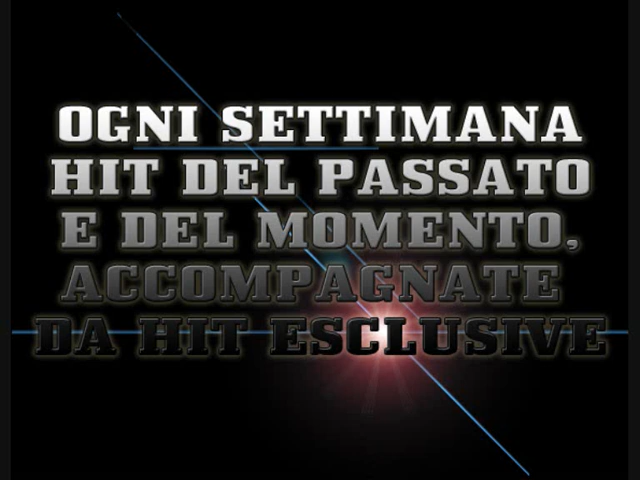 OGNI SETTIMANA
HIT DEL PASSATO
E DEL MOMENTO,
ACCOMPAGNATE
DA HIT ESCLUSIVE